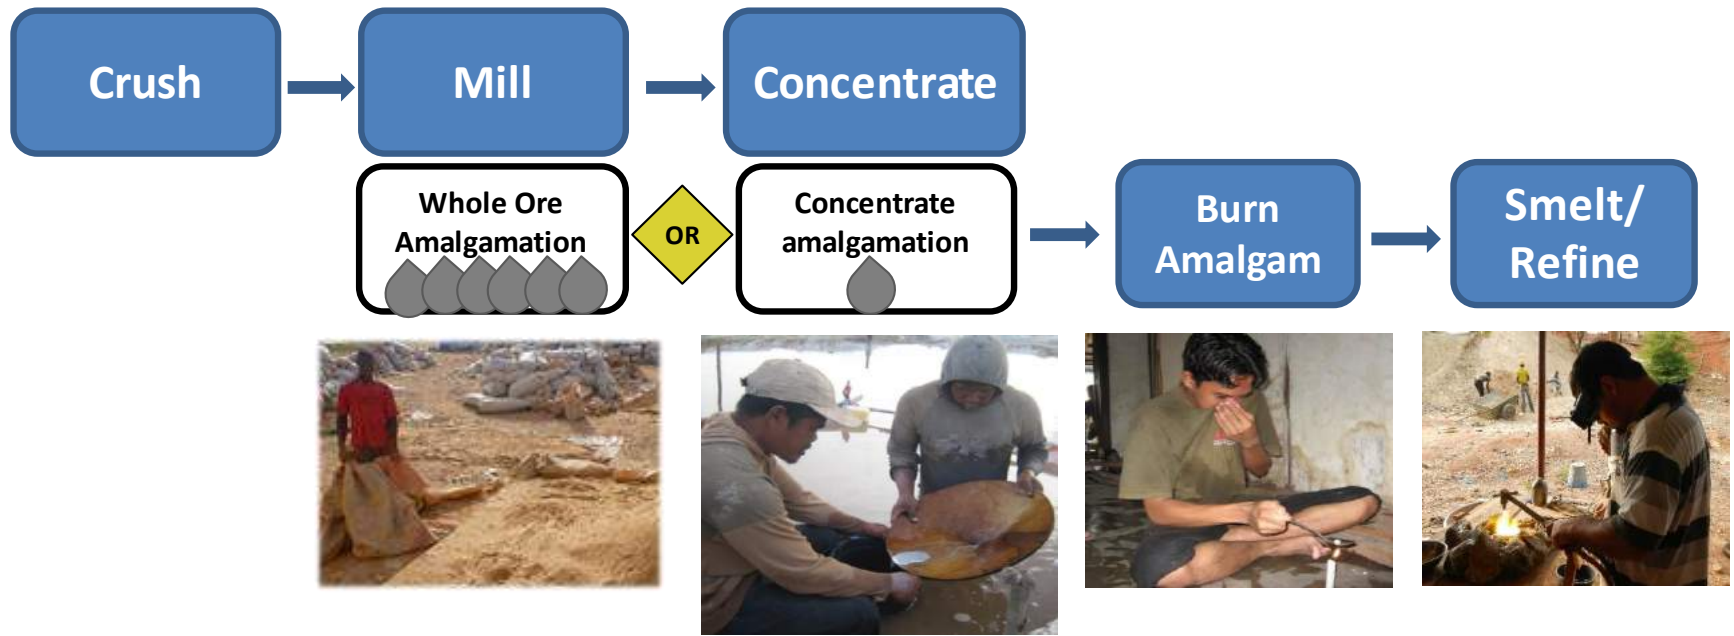 Crush
Mill
Concentrate
Whole Ore
Amalgamation
OR
Concentrate
amalgamation
Burn
Amalgam
Smelt/
Refine